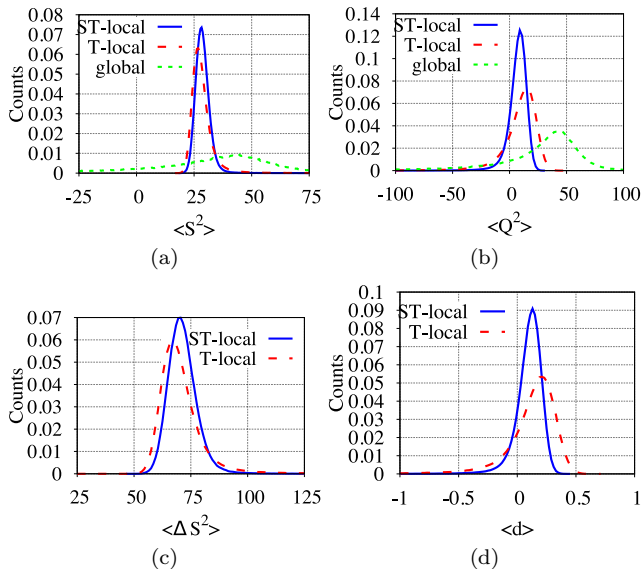 0.08
0.07
0.06
0.05
0.04
0.03
0.02
0.01
0
Counts
ST-local
T-local
global
-25 0 25 50 75
<S²>
(a)
0.14
0.12
0.10
0.08
0.06
0.04
0.02
0
Counts
ST-local
T-local
global
-100 -50 0 50 100
<Q²>
(b)
0.07
0.06
0.05
0.04
0.03
0.02
0.01
0
Counts
ST-local
T-local
25 50 75 100 125
<Δ S²>
(c)
0.1
0.09
0.08
0.07
0.06
0.05
0.04
0.03
0.02
0.01
0
Counts
ST-local
T-local
-1 -0.5 0 0.5 1
<d>
(d)